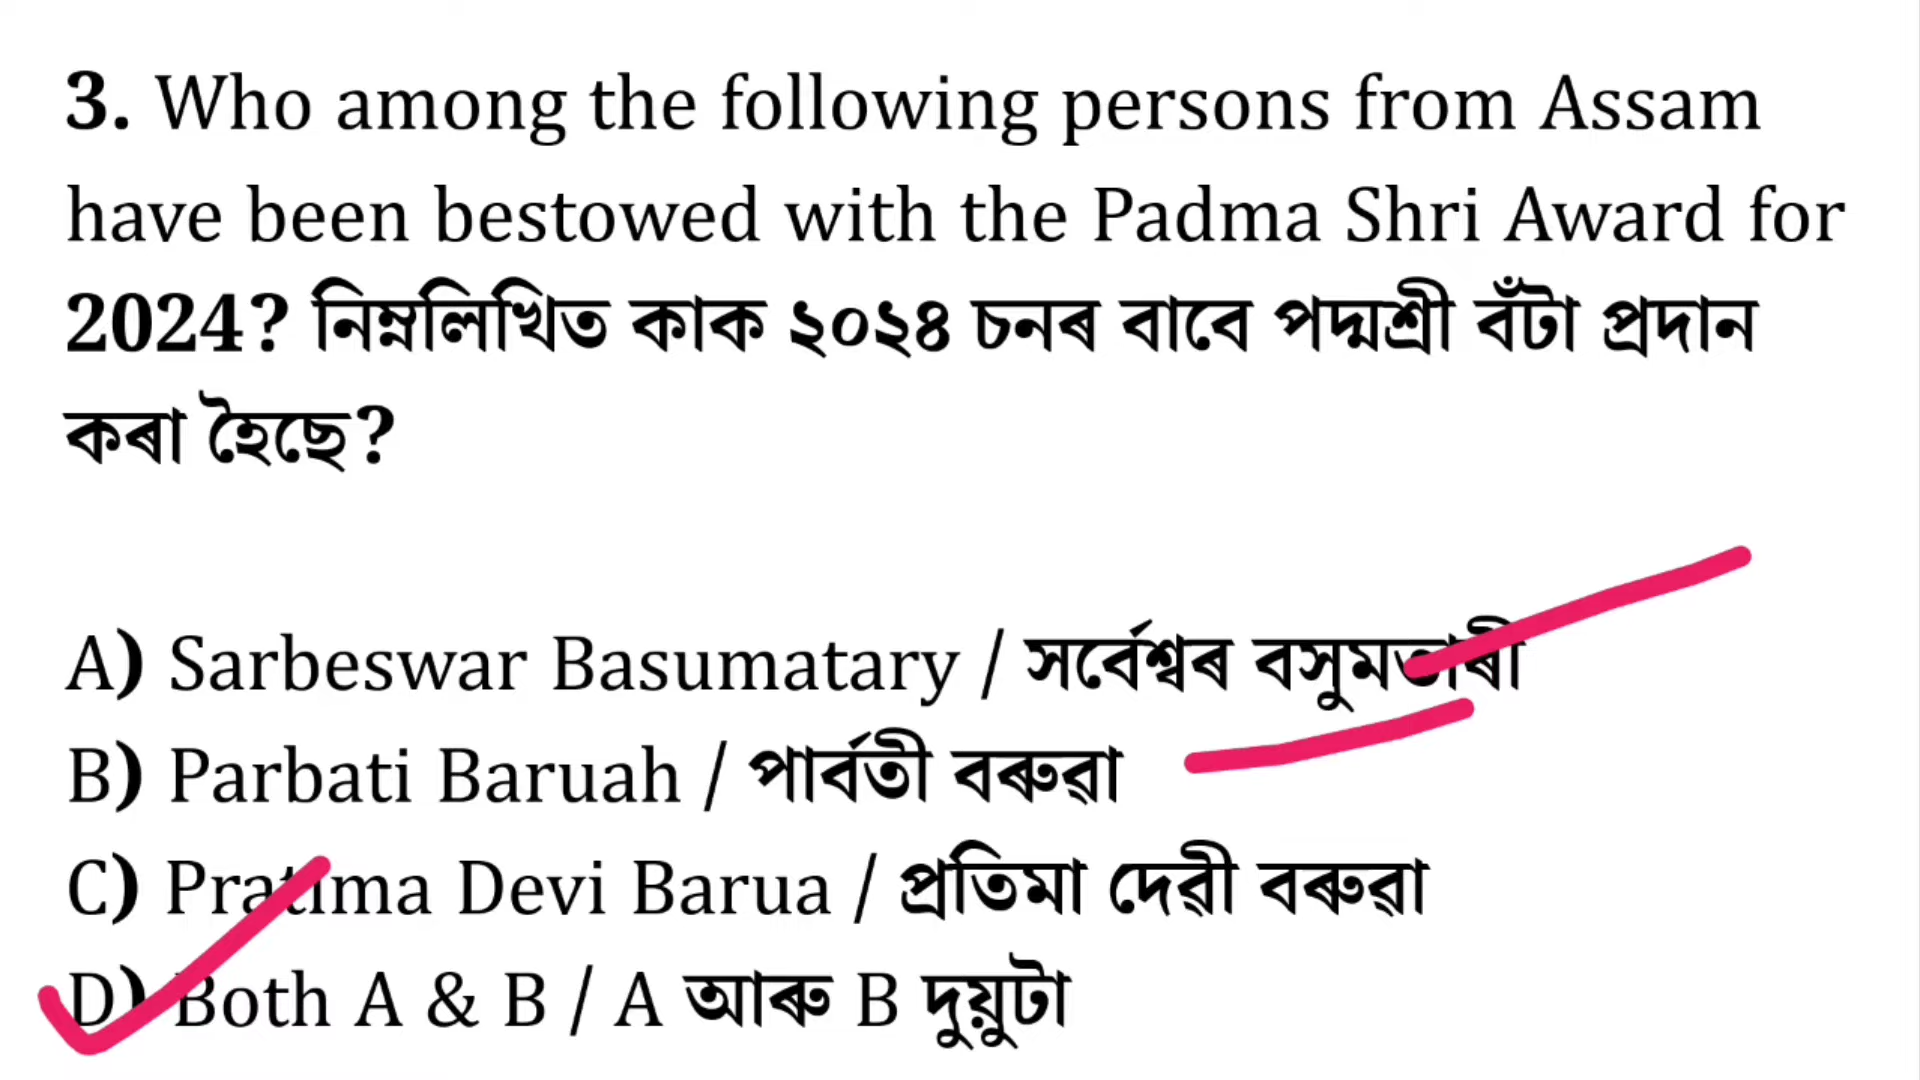 3. Who among the following persons from Assam
have been bestowed with the Padma Shri Award for
2024? নিম্নলিখিত কাক ২০২৪ চনৰ বাবে পদ্মশ্ৰী বঁটা প্ৰদান
কৰা হৈছে?
A) Sarbeswar Basumatary / সৰ্বেশ্বৰ বসুমতাৰী
B) Parbati Baruah / পাৰ্বতী বৰুৱা
C) Pratima Devi Barua / প্ৰতিমা দেৱী বৰুৱা
D) Both A & B / A আৰু B দুয়ুটা